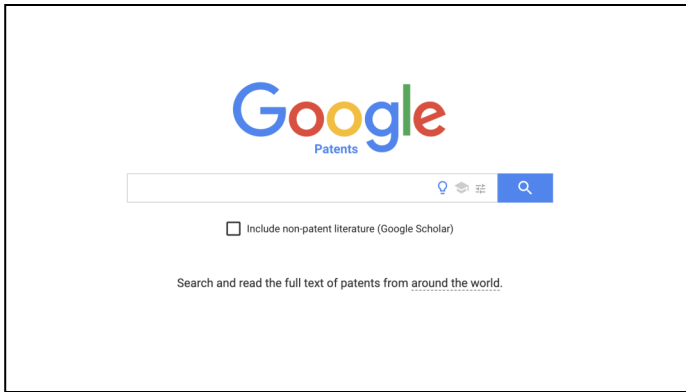 Google
Patents
Include non-patent literature (Google Scholar)
Search and read the full text of patents from around the world.